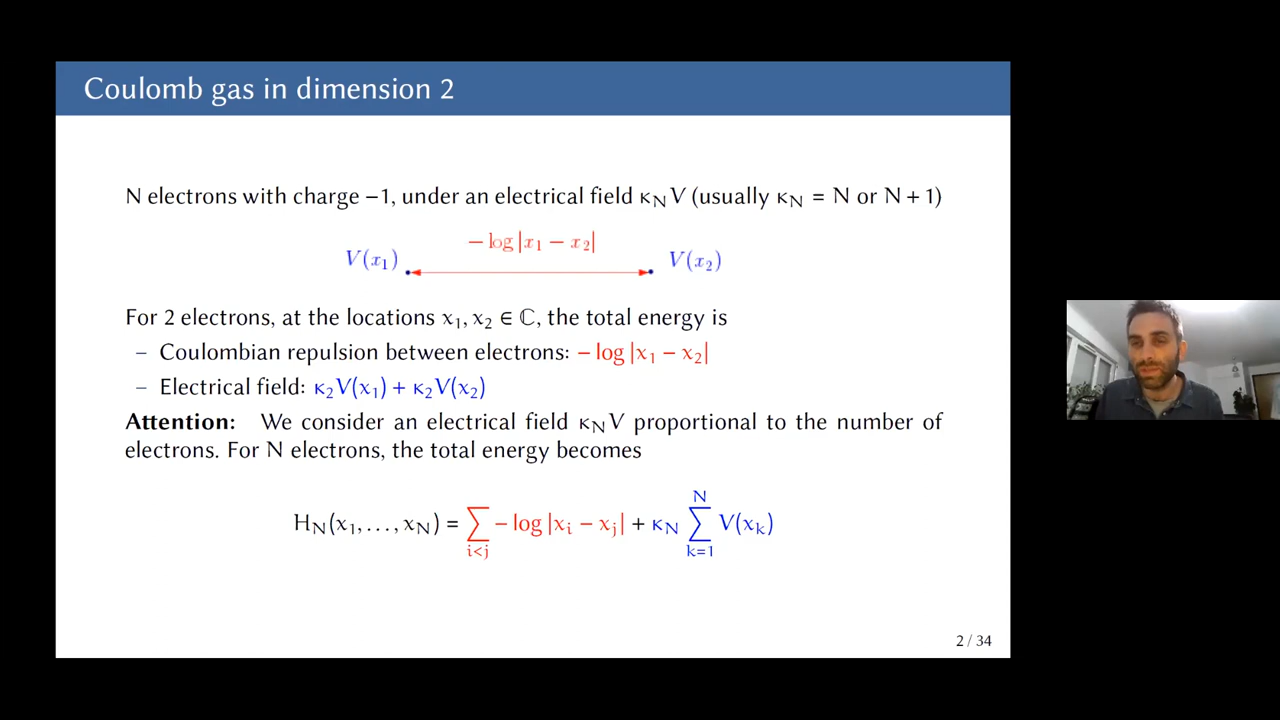 Coulomb gas in dimension 2
N electrons with charge −1, under an electrical field κ_N V (usually κ_N = N or N + 1)
V(x₁) − log |x₁ − x₂| V(x₂)
For 2 electrons, at the locations x₁, x₂ ∈ ℂ, the total energy is
– Coulombian repulsion between electrons: − log |x₁ − x₂|
– Electrical field: κ₂V(x₁) + κ₂V(x₂)
Attention: We consider an electrical field κ_N V proportional to the number of
electrons. For N electrons, the total energy becomes
H_N(x₁, . . . , x_N) = ∑_{i<j} − log |x_i − x_j| + κ_N ∑_{k=1}^{N} V(x_k)
2 / 34